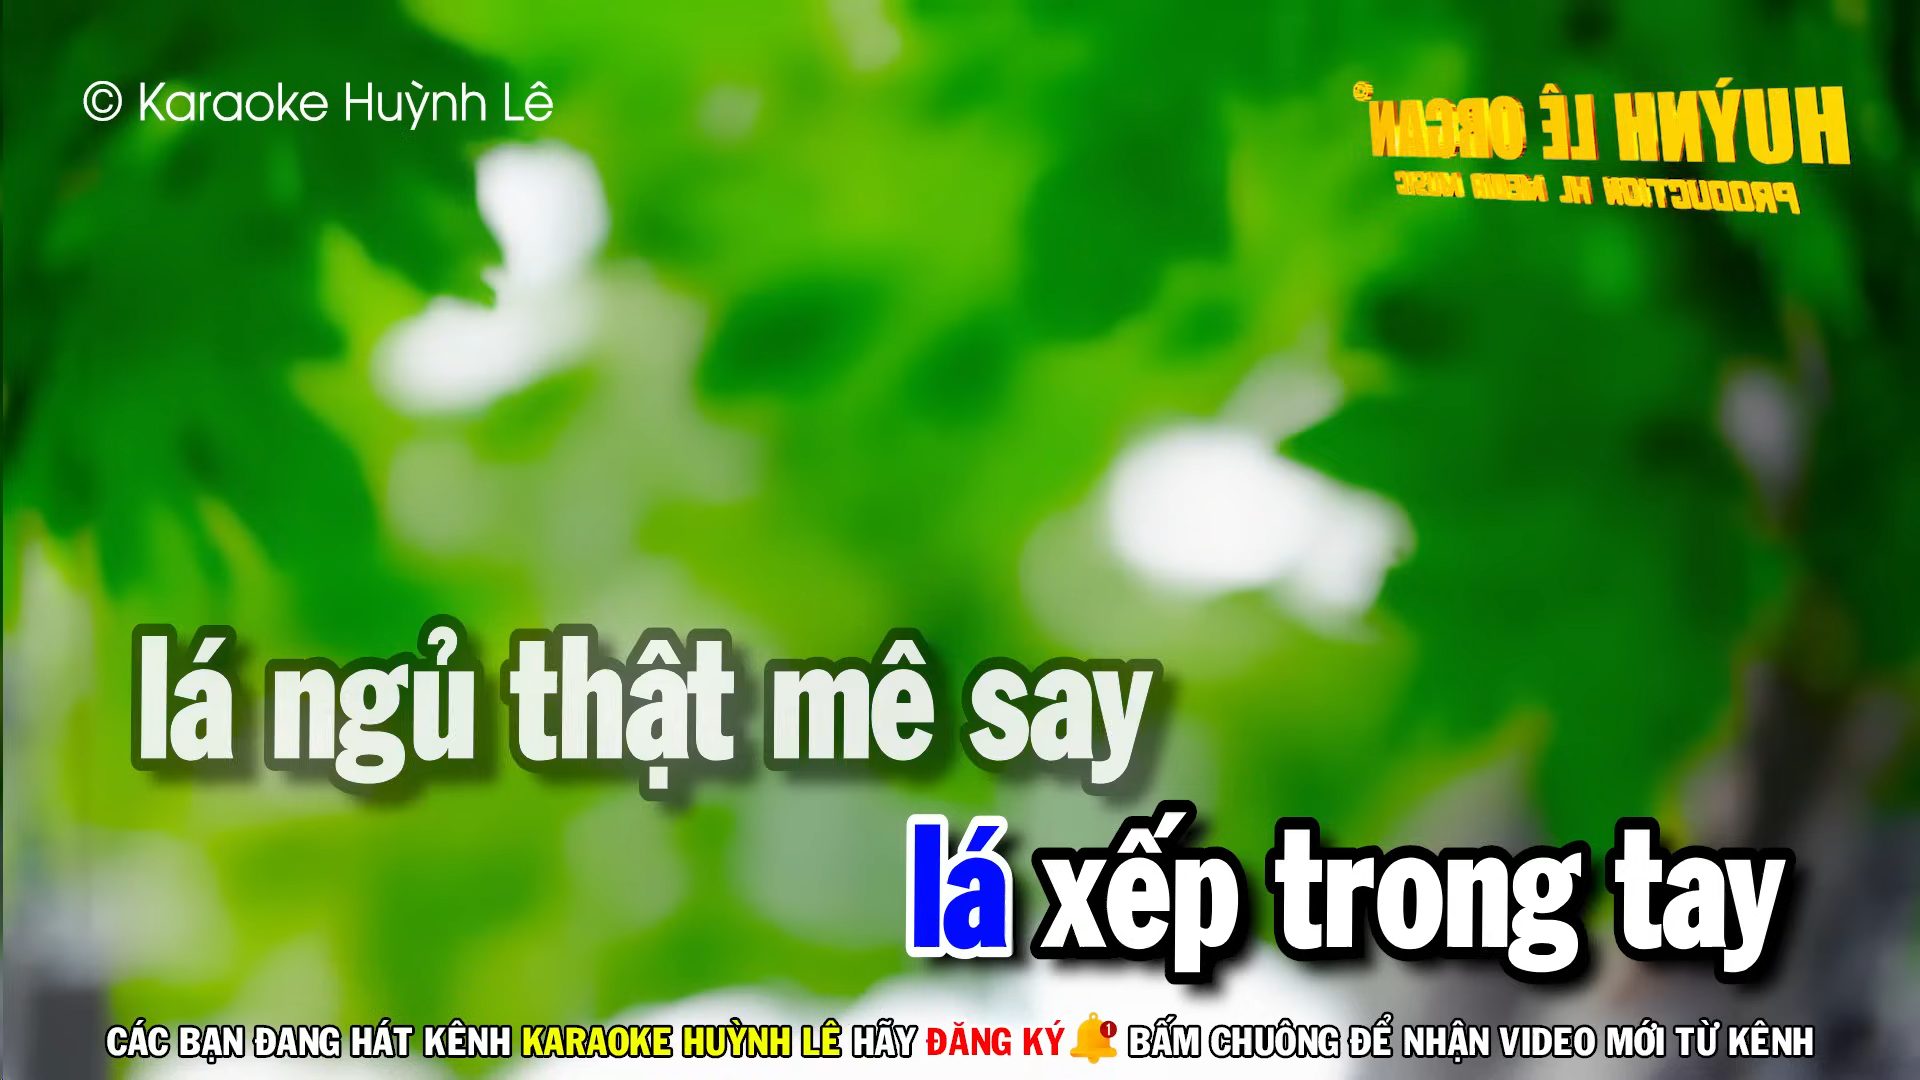 © Karaoke Huỳnh Lê
HUỲNH LÊ ORGAN
PRODUCTION HL MEDIA MUSIC
lá ngủ thật mê say
lá xếp trong tay
CÁC BẠN ĐANG HÁT KÊNH KARAOKE HUỲNH LÊ HÃY ĐĂNG KÝ 1 BẤM CHUÔNG ĐỂ NHẬN VIDEO MỚI TỪ KÊNH